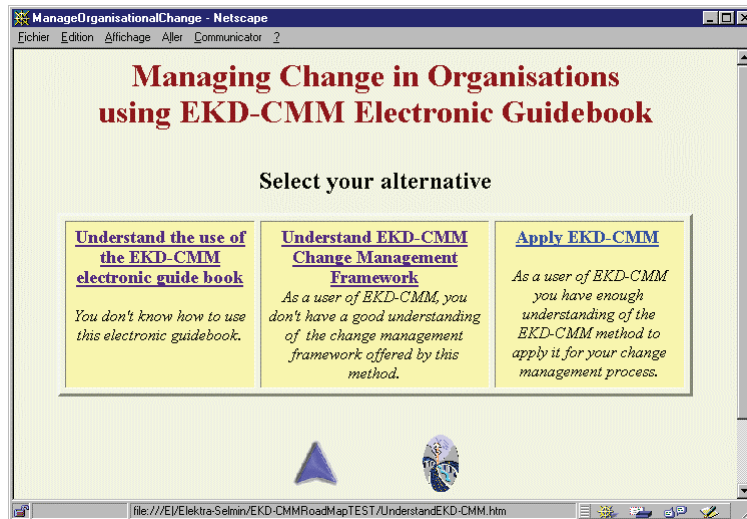 ManageOrganisationalChange - Netscape
Fichier Edition Affichage Aller Communicator ?
Managing Change in Organisations
using EKD-CMM Electronic Guidebook
Select your alternative
Understand the use of
the EKD-CMM
electronic guide book
You don't know how to use
this electronic guidebook.
Understand EKD-CMM
Change Management
Framework
As a user of EKD-CMM, you
don't have a good understanding
of the change management
framework offered by this
method.
Apply EKD-CMM
As a user of EKD-CMM
you have enough
understanding of the
EKD-CMM method to
apply it for your change
management process.
file:///E|/Elektra-Selmin/EKD-CMMRoadMapTEST/UnderstandEKD-CMM.htm